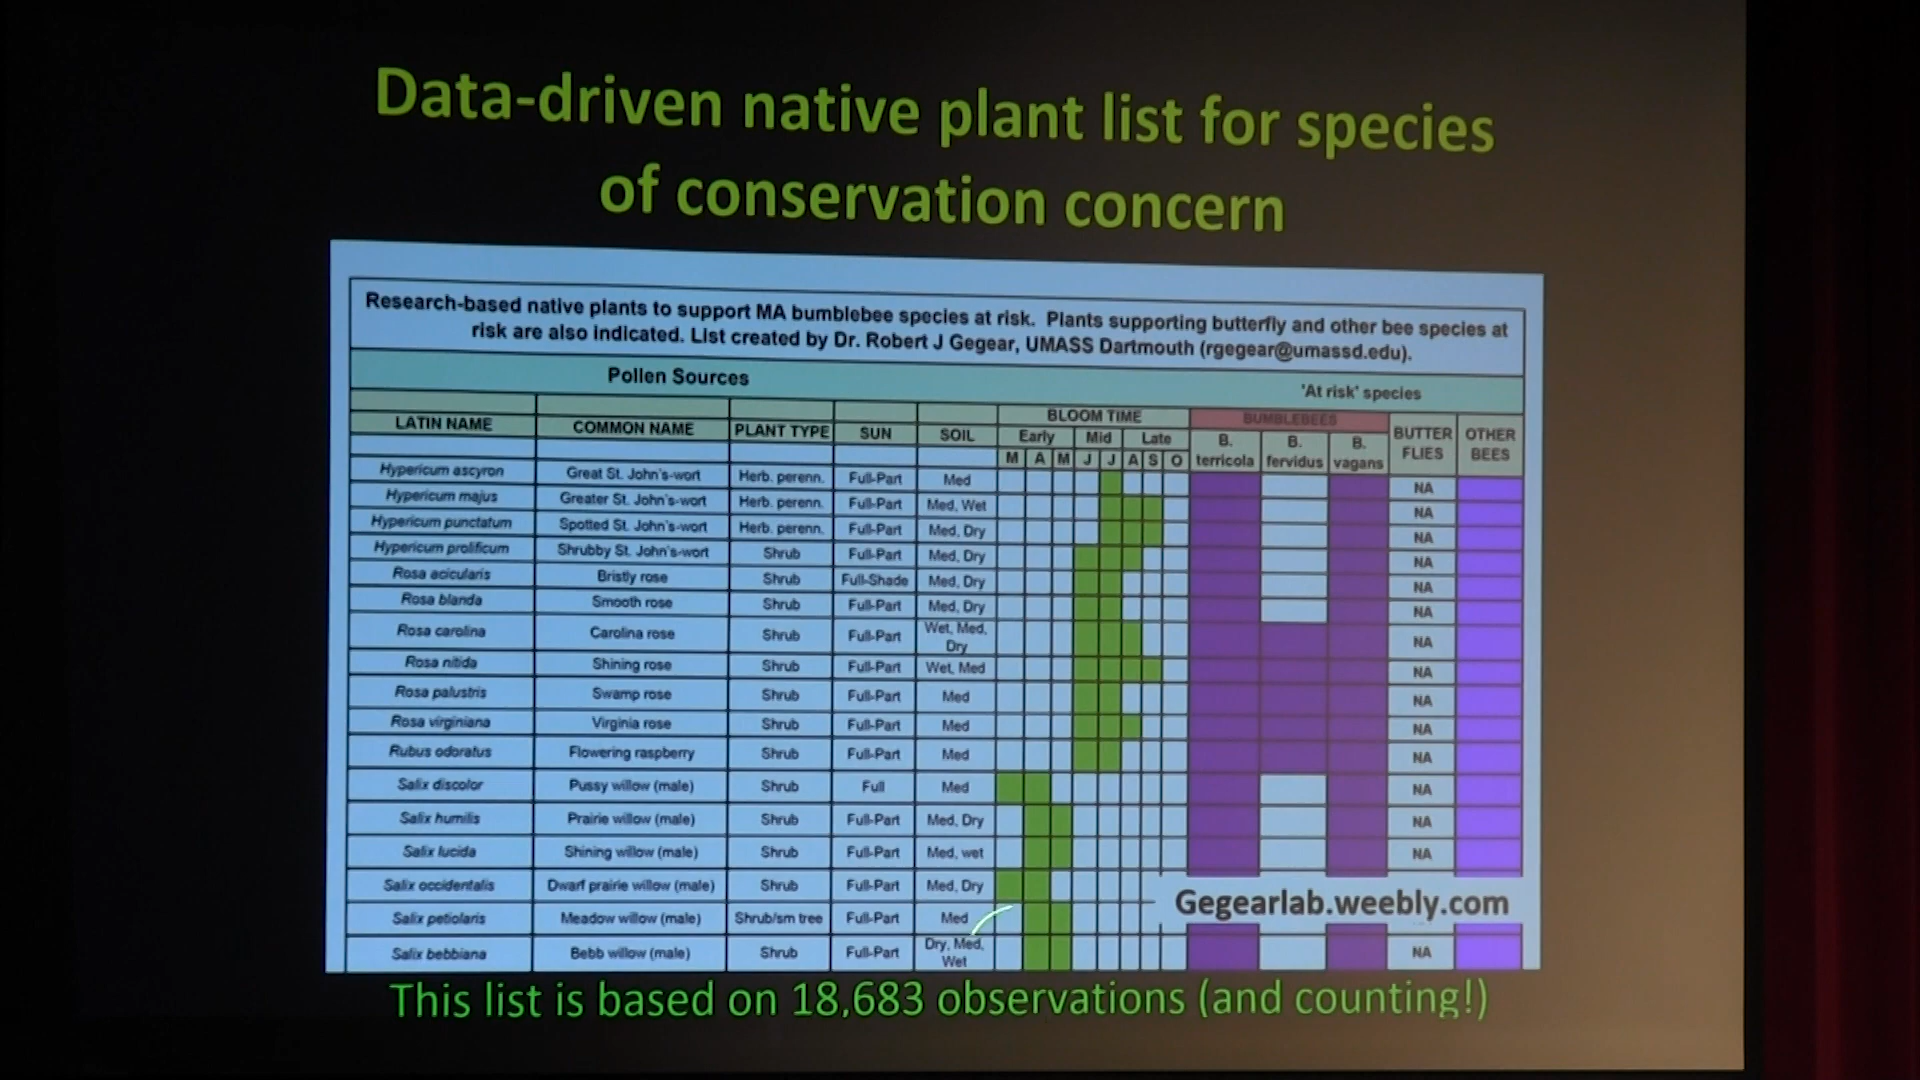 Data-driven native plant list for species
of conservation concern
Research-based native plants to support MA bumblebee species at risk. Plants supporting butterfly and other bee species at
risk are also indicated. List created by Dr. Robert J Gegear, UMASS Dartmouth (rgegear@umassd.edu).
Pollen Sources 'At risk' species
BLOOM TIME BUMBLEBEES
LATIN NAME COMMON NAME PLANT TYPE SUN SOIL Early Mid Late B. B. B. BUTTER OTHER
M A M J J A S O terricola fervidus vagans FLIES BEES
Hypericum ascyron Great St. John's-wort Herb. perenn. Full-Part Med NA
Hypericum majus Greater St. John's-wort Herb. perenn. Full-Part Med, Wet NA
Hypericum punctatum Spotted St. John's-wort Herb. perenn. Full-Part Med, Dry NA
Hypericum prolificum Shrubby St. John's-wort Shrub Full-Part Med, Dry NA
Rosa acicularis Bristly rose Shrub Full-Shade Med, Dry NA
Rosa blanda Smooth rose Shrub Full-Part Med, Dry NA
Rosa carolina Carolina rose Shrub Full-Part Wet, Med, NA
Dry
Rosa nitida Shining rose Shrub Full-Part Wet, Med NA
Rosa palustris Swamp rose Shrub Full-Part Med NA
Rosa virginiana Virginia rose Shrub Full-Part Med NA
Rubus odoratus Flowering raspberry Shrub Full-Part Med NA
Salix discolor Pussy willow (male) Shrub Full Med NA
Salix humilis Prairie willow (male) Shrub Full-Part Med, Dry NA
Salix lucida Shining willow (male) Shrub Full-Part Med, wet NA
Salix occidentalis Dwarf prairie willow (male) Shrub Full-Part Med, Dry
Gegearlab.weebly.com
Salix petiolaris Meadow willow (male) Shrub/sm tree Full-Part Med
Salix bebbiana Bebb willow (male) Shrub Full-Part Dry, Med, NA
Wet
This list is based on 18,683 observations (and counting!)